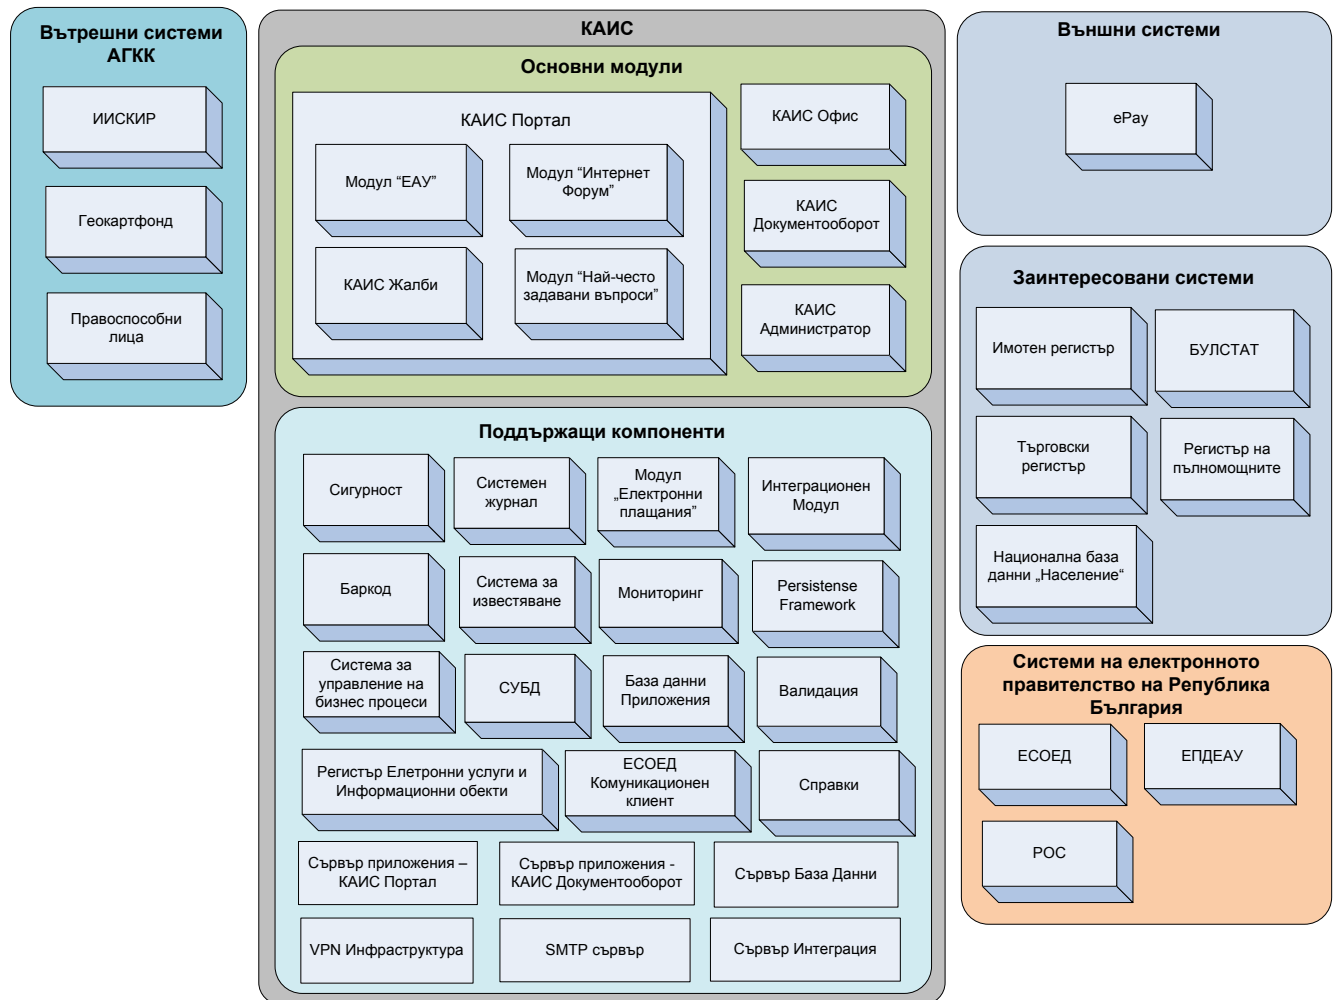 Вътрешни системи
АГКК
ИИСКИР
Геокартфонд
Правоспособни
лица
КАИС
Основни модули
КАИС Портал
Модул “ЕАУ”
Модул “Интернет
Форум”
КАИС Жалби
Модул “Най-често
задавани въпроси”
КАИС Офис
КАИС
Документооборот
КАИС
Администратор
Поддържащи компоненти
Сигурност
Системен
журнал
Модул
„Електронни
плащания”
Интеграционен
Модул
Баркод
Система за
известяване
Мониторинг
Persistense
Framework
Система за
управление на
бизнес процеси
СУБД
База данни
Приложения
Валидация
Регистър Елетронни услуги и
Информационни обекти
ЕСОЕД
Комуникационен
клиент
Справки
Сървър приложения –
КАИС Портал
Сървър приложения -
КАИС Документооборот
Сървър База Данни
VPN Инфраструктура
SMTP сървър
Сървър Интеграция
Външни системи
ePay
Заинтересовани системи
Имотен регистър
БУЛСТАТ
Търговски
регистър
Регистър на
пълномощните
Национална база
данни „Население“
Системи на електронното
правителство на Република
България
ЕСОЕД
ЕПДЕАУ
РОС